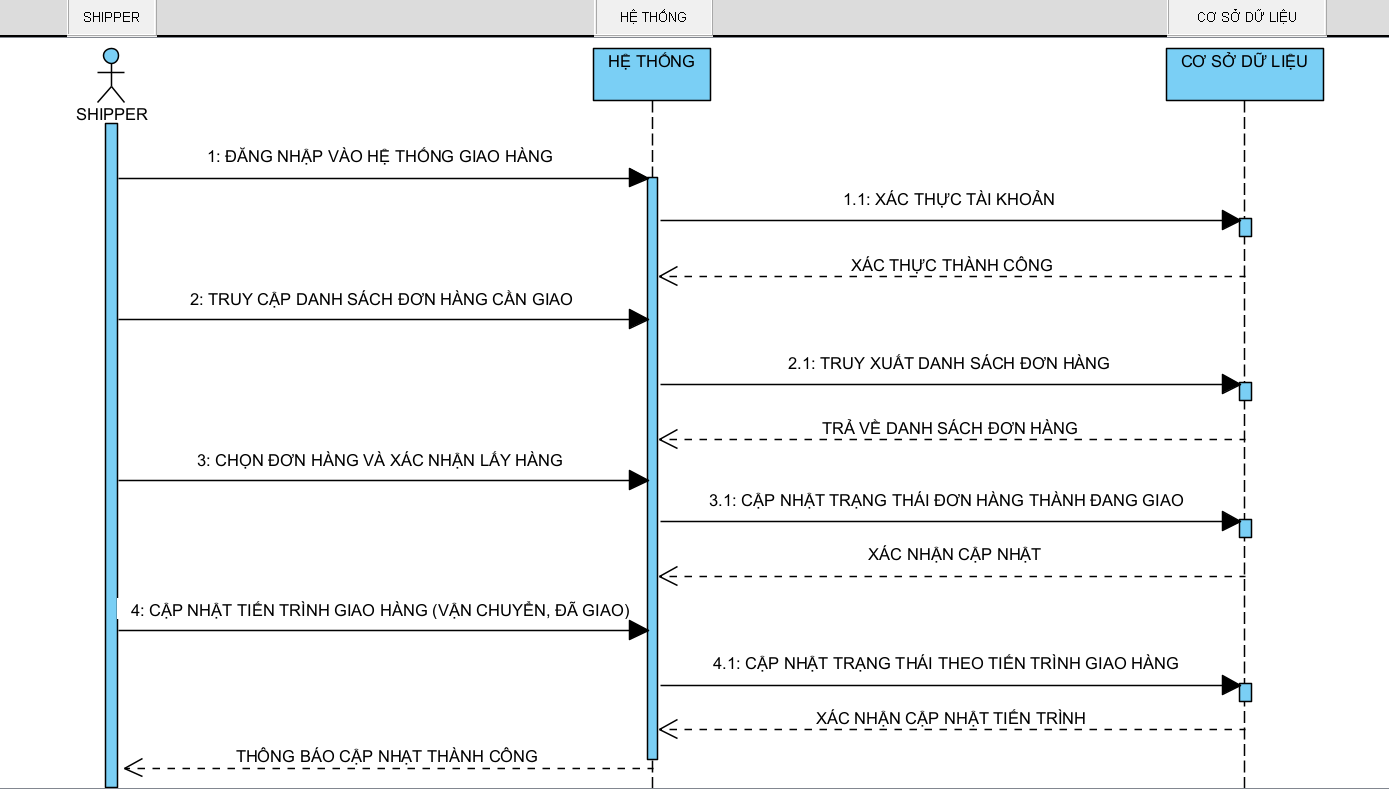 SHIPPER
HỆ THỐNG
CƠ SỞ DỮ LIỆU
HỆ THỐNG
CƠ SỞ DỮ LIỆU
SHIPPER
1: ĐĂNG NHẬP VÀO HỆ THỐNG GIAO HÀNG
1.1: XÁC THỰC TÀI KHOẢN
XÁC THỰC THÀNH CÔNG
2: TRUY CẬP DANH SÁCH ĐƠN HÀNG CẦN GIAO
2.1: TRUY XUẤT DANH SÁCH ĐƠN HÀNG
TRẢ VỀ DANH SÁCH ĐƠN HÀNG
3: CHỌN ĐƠN HÀNG VÀ XÁC NHẬN LẤY HÀNG
3.1: CẬP NHẬT TRẠNG THÁI ĐƠN HÀNG THÀNH ĐANG GIAO
XÁC NHẬN CẬP NHẬT
4: CẬP NHẬT TIẾN TRÌNH GIAO HÀNG (VẬN CHUYỂN, ĐÃ GIAO)
4.1: CẬP NHẬT TRẠNG THÁI THEO TIẾN TRÌNH GIAO HÀNG
XÁC NHẬN CẬP NHẬT TIẾN TRÌNH
THÔNG BÁO CẬP NHẠT THÀNH CÔNG